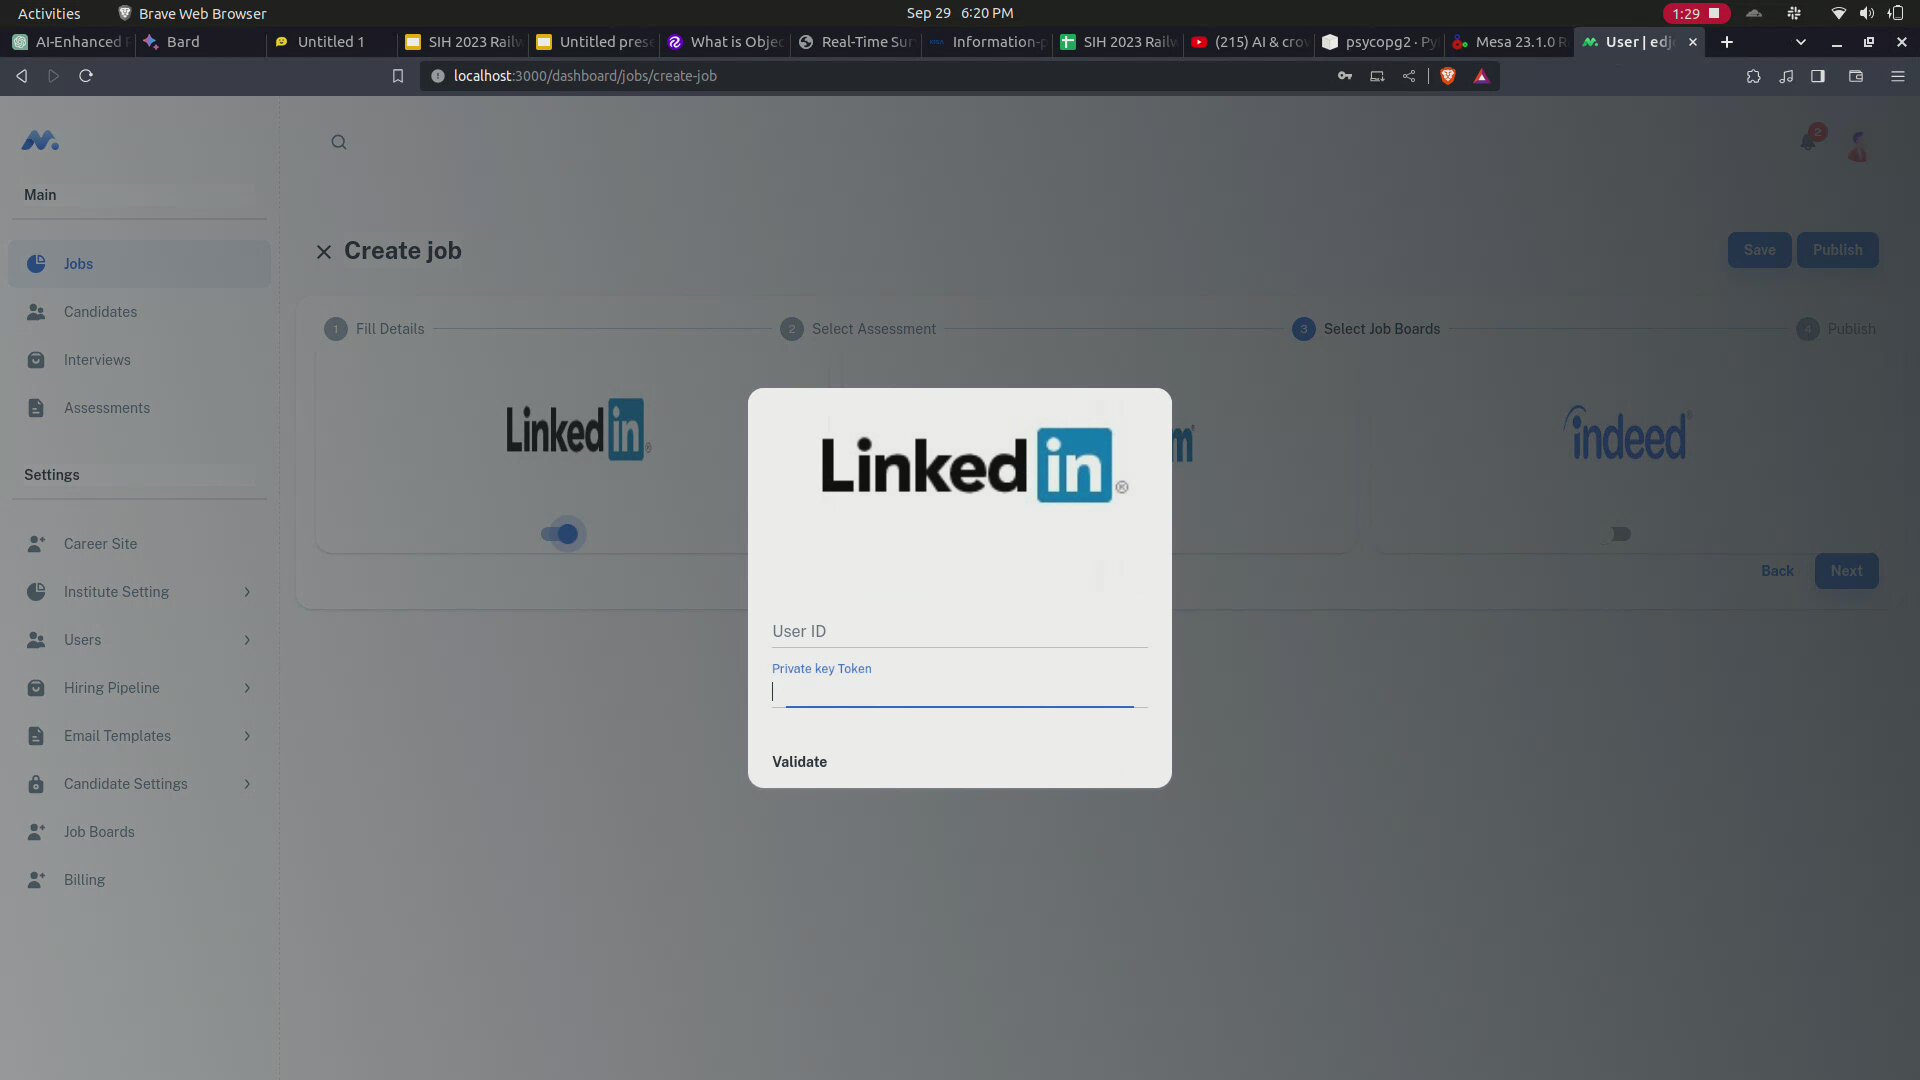 Activities
Brave Web Browser
Sep 29 6:20 PM
1:29
AI-Enhanced
Bard
Untitled 1
SIH 2023 Railw
Untitled prese
What is Objec
Real-Time Sur
Information-p
SIH 2023 Railw
(215) AI & crow
psycopg2 · Py
Mesa 23.1.0 R
User | edjo
localhost:3000/dashboard/jobs/create-job
2
Main
Create job
Save
Publish
Jobs
1 Fill Details
2 Select Assessment
3 Select Job Boards
4 Publish
Candidates
Interviews
Assessments
Linkedin®
m
indeed
Linkedin®
Settings
Career Site
Back
Next
Institute Setting
User ID
Users
Private key Token
Hiring Pipeline
Email Templates
Validate
Candidate Settings
Job Boards
Billing